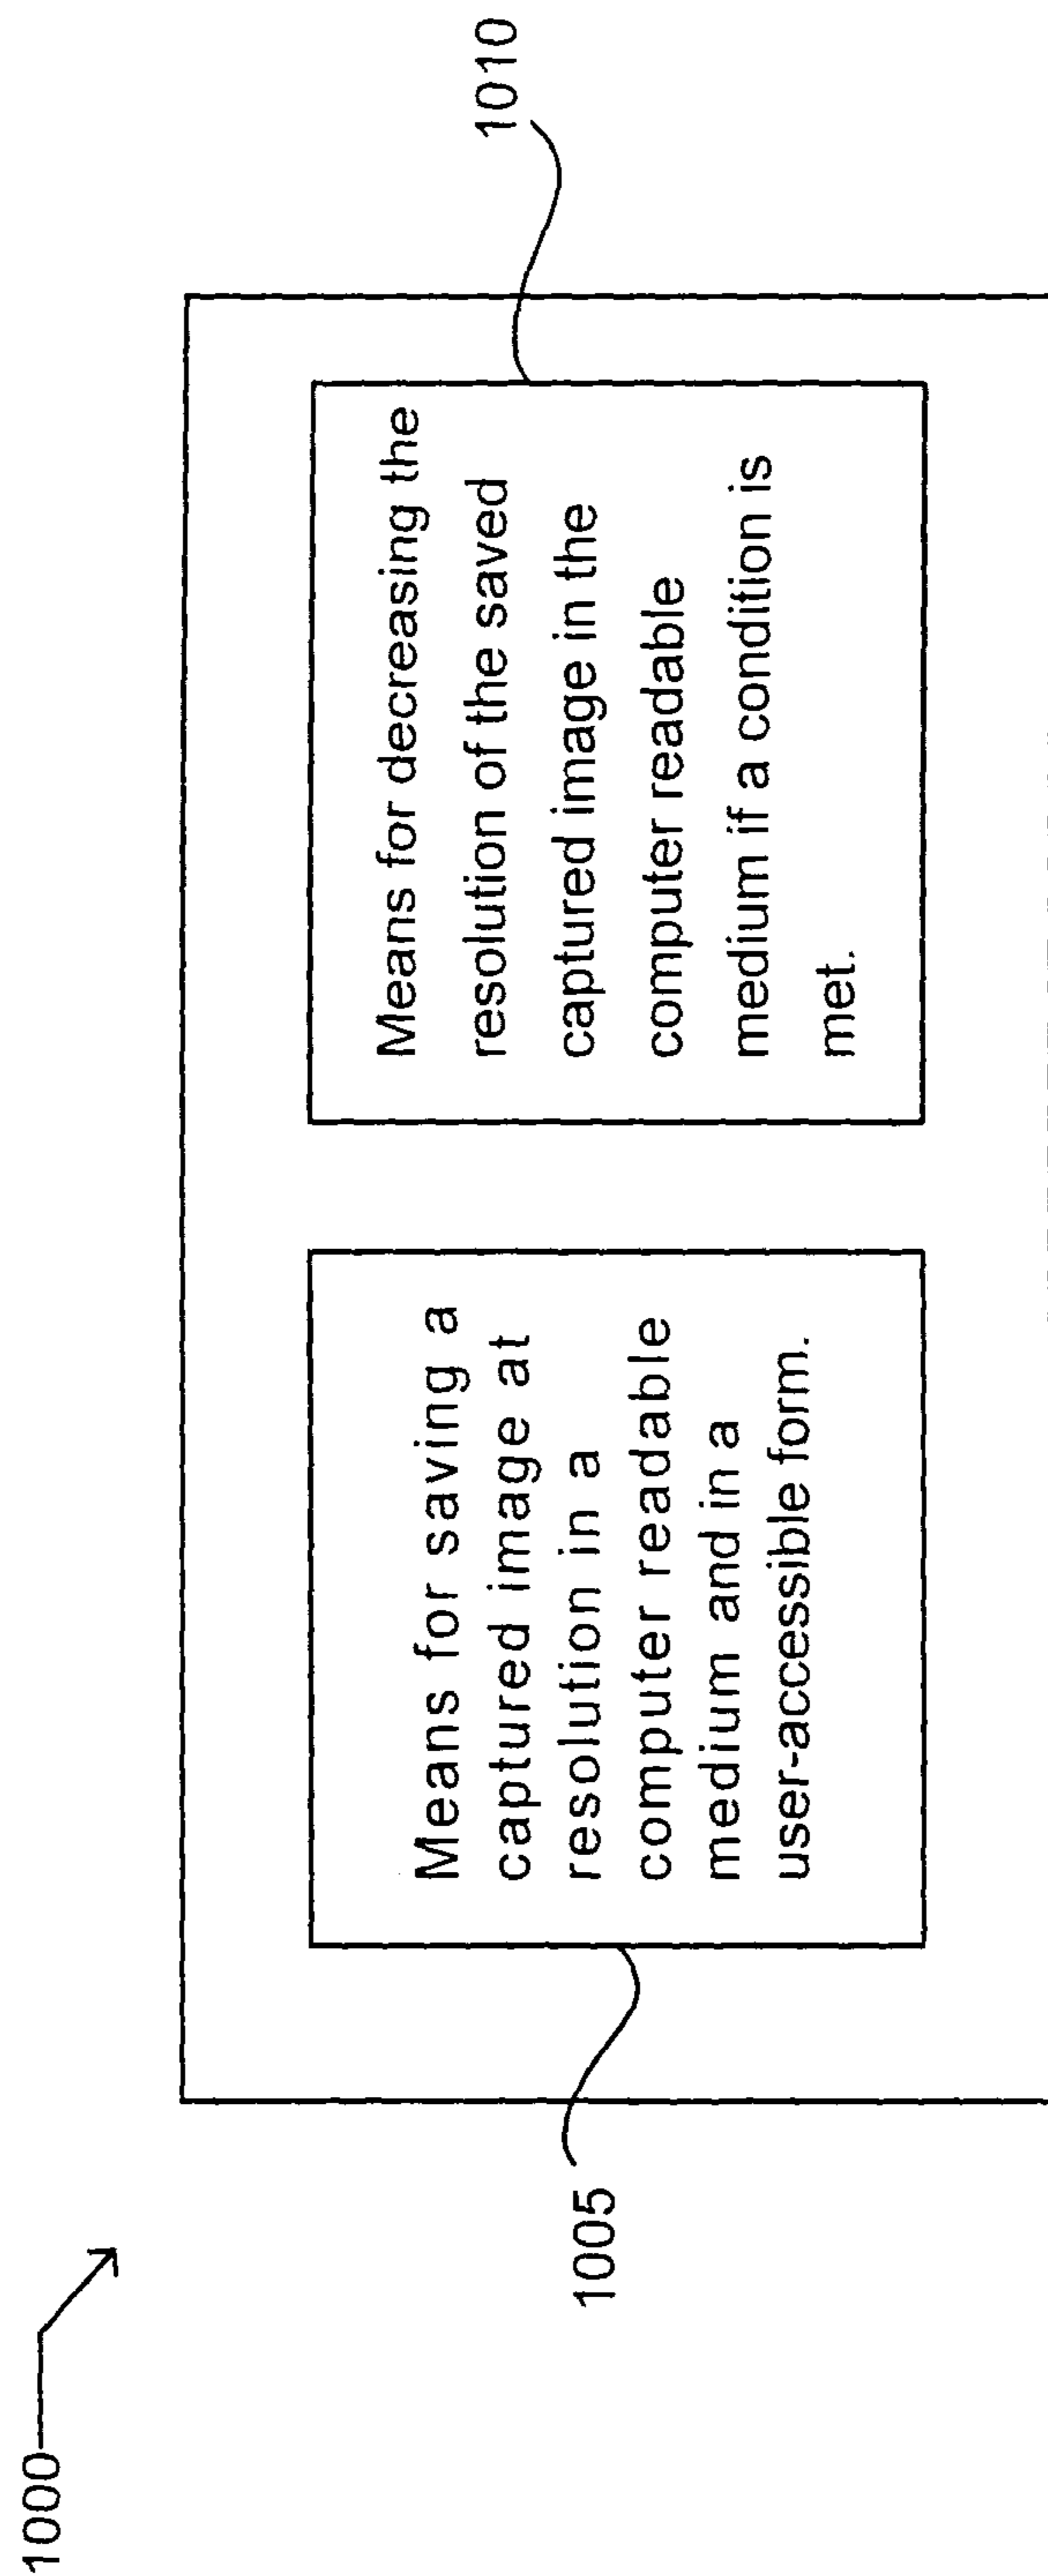 1000
Means for saving a
captured image at
resolution in a
computer readable
medium and in a
user-accessible form.
1005
Means for decreasing the
resolution of the saved
captured image in the
computer readable
medium if a condition is
met.
1010